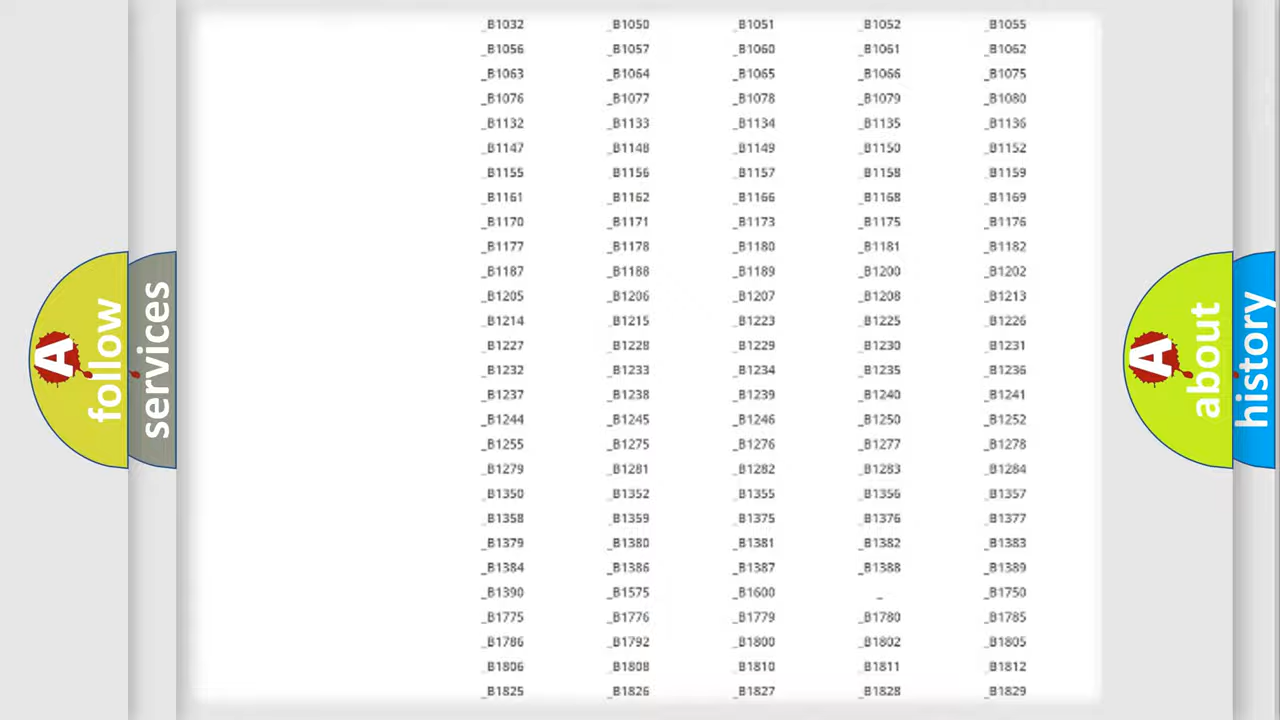 _B1032 _B1050 _B1051 _B1052 _B1055
_B1056 _B1057 _B1060 _B1061 _B1062
_B1063 _B1064 _B1065 _B1066 _B1075
_B1076 _B1077 _B1078 _B1079 _B1080
_B1132 _B1133 _B1134 _B1135 _B1136
_B1147 _B1148 _B1149 _B1150 _B1152
_B1155 _B1156 _B1157 _B1158 _B1159
_B1161 _B1162 _B1166 _B1168 _B1169
_B1170 _B1171 _B1173 _B1175 _B1176
_B1177 _B1178 _B1180 _B1181 _B1182
_B1187 _B1188 _B1189 _B1200 _B1202
_B1205 _B1206 _B1207 _B1208 _B1213
_B1214 _B1215 _B1223 _B1225 _B1226
_B1227 _B1228 _B1229 _B1230 _B1231
_B1232 _B1233 _B1234 _B1235 _B1236
_B1237 _B1238 _B1239 _B1240 _B1241
_B1244 _B1245 _B1246 _B1250 _B1252
_B1255 _B1275 _B1276 _B1277 _B1278
_B1279 _B1281 _B1282 _B1283 _B1284
_B1350 _B1352 _B1355 _B1356 _B1357
_B1358 _B1359 _B1375 _B1376 _B1377
_B1379 _B1380 _B1381 _B1382 _B1383
_B1384 _B1386 _B1387 _B1388 _B1389
_B1390 _B1575 _B1600 _ _B1750
_B1775 _B1776 _B1779 _B1780 _B1785
_B1786 _B1792 _B1800 _B1802 _B1805
_B1806 _B1808 _B1810 _B1811 _B1812
_B1825 _B1826 _B1827 _B1828 _B1829
A follow
services
A about
history